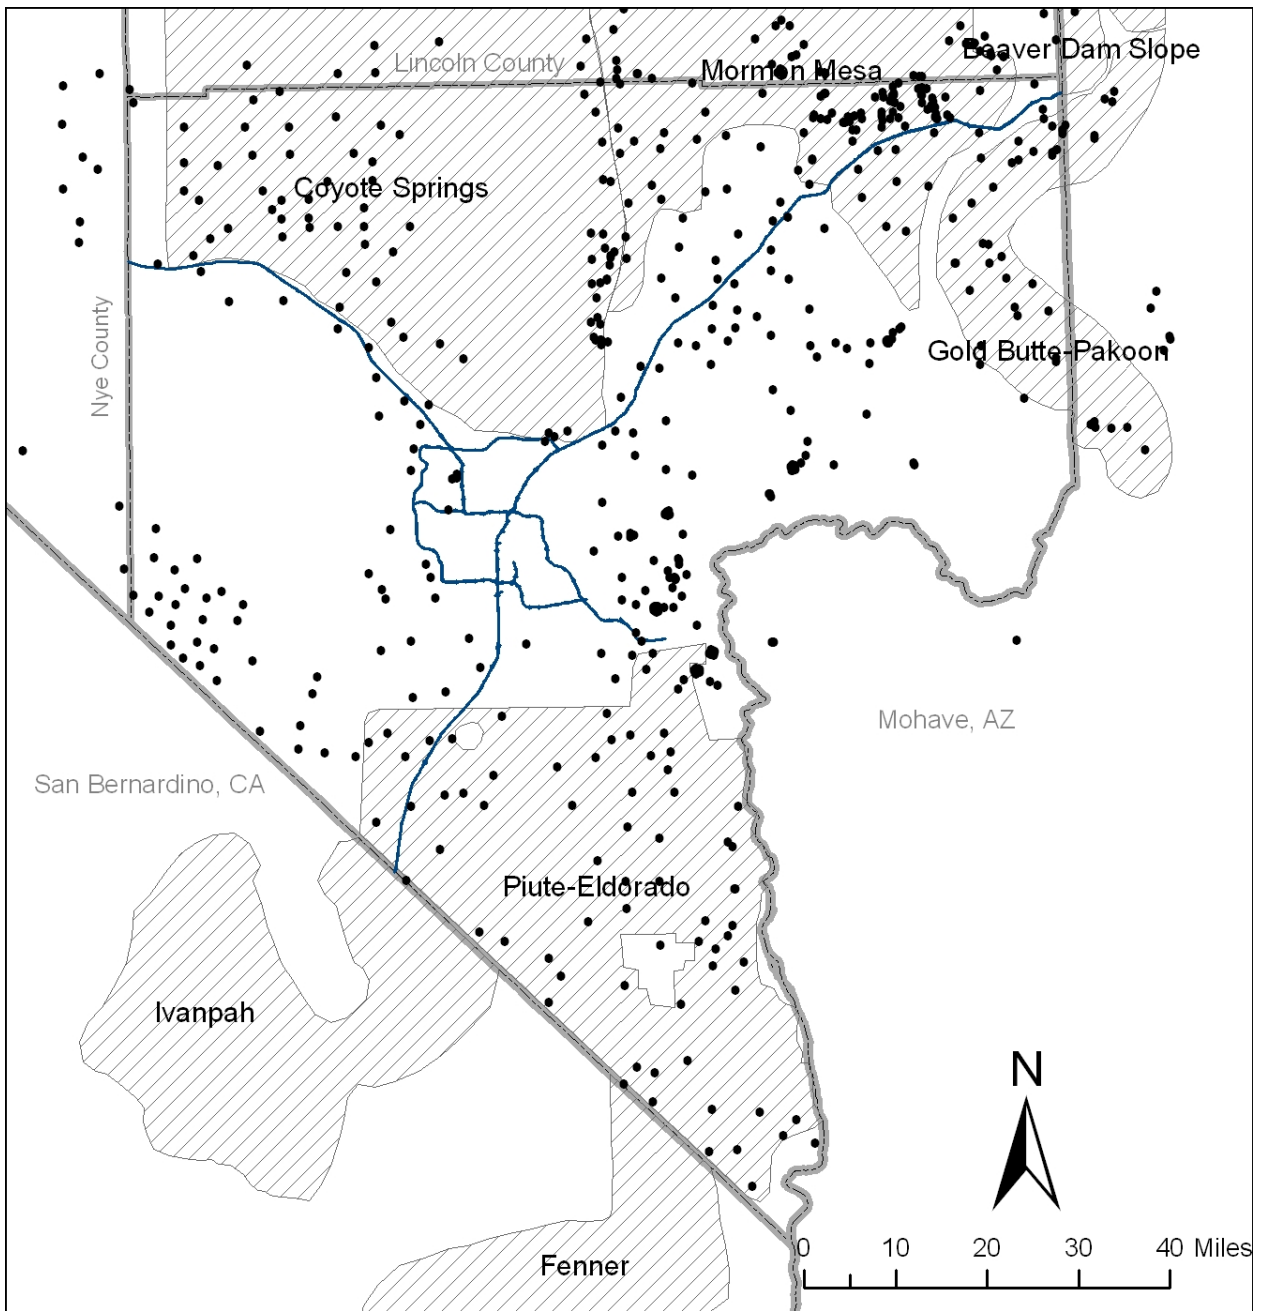 Beaver Dam Slope
Lincoln County
Mormon Mesa
Coyote Springs
Nye County
Gold Butte-Pakoon
Mohave, AZ
San Bernardino, CA
Piute-Eldorado
Ivanpah
N
0 10 20 30 40 Miles
Fenner